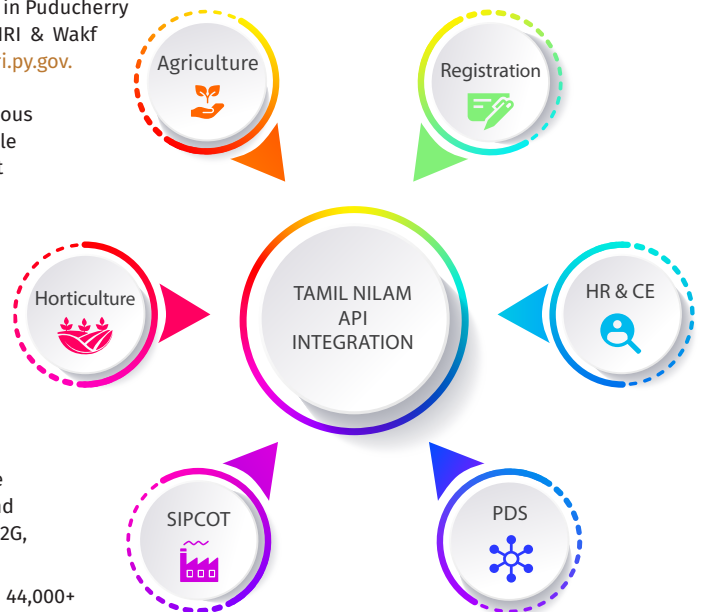 in Puducherry
IRI & Wakf
i.py.gov.
ous
le
t
e
nd
2G,
44,000+
Agriculture
Registration
Horticulture
TAMIL NILAM
API
INTEGRATION
HR & CE
SIPCOT
PDS